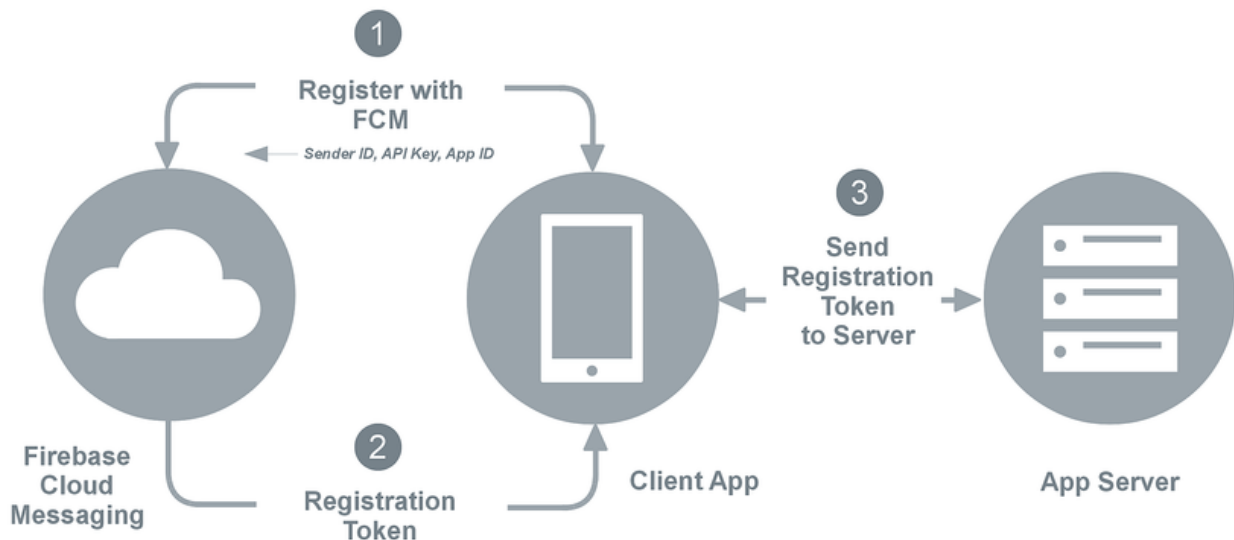 1
Register with
FCM
Sender ID, API Key, App ID
3
Send
Registration
Token
to Server
Firebase
Cloud
Messaging
2
Registration
Token
Client App
App Server